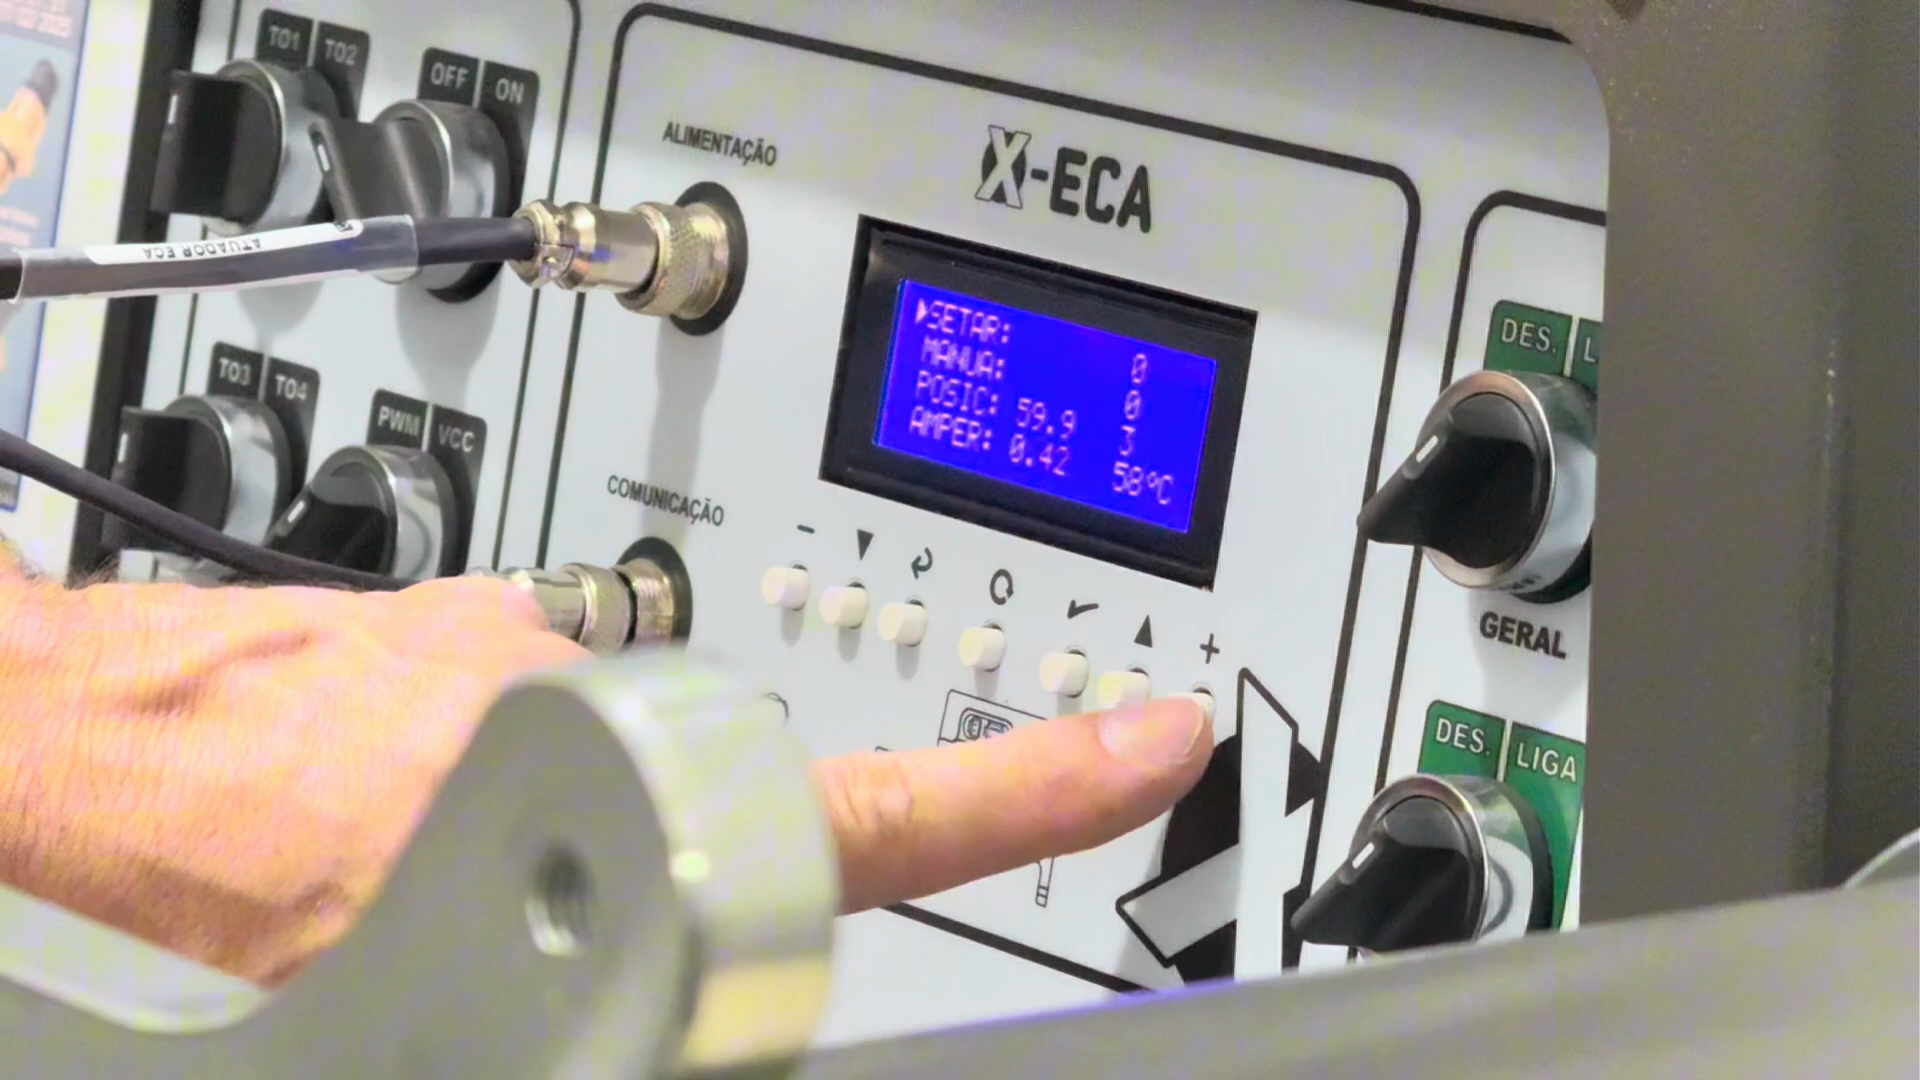 TO1 TO2
OFF ON
ALIMENTAÇÃO
X-ECA
ATUADOR ECA
SETAR: 0
MANUA: 0
POSIC: 59.9 3
AMPER: 0.42 58ºC
DES. L
TO3 TO4
PWM VCC
COMUNICAÇÃO
GERAL
DES. LIGA